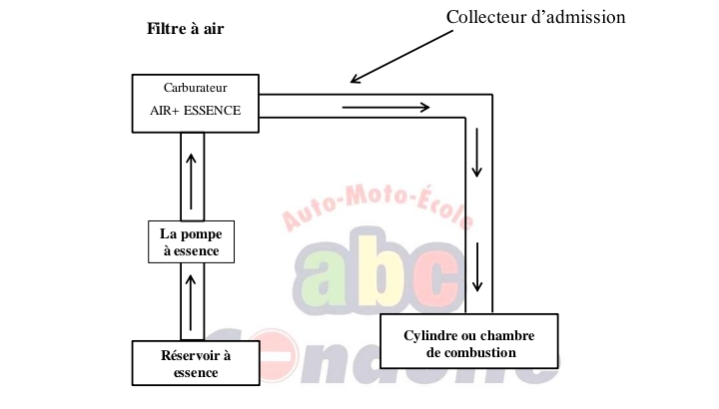 Collecteur d’admission
Filtre à air
Carburateur
AIR+ ESSENCE
La pompe
à essence
Cylindre ou chambre
de combustion
Réservoir à
essence
Auto-Moto-École
abc